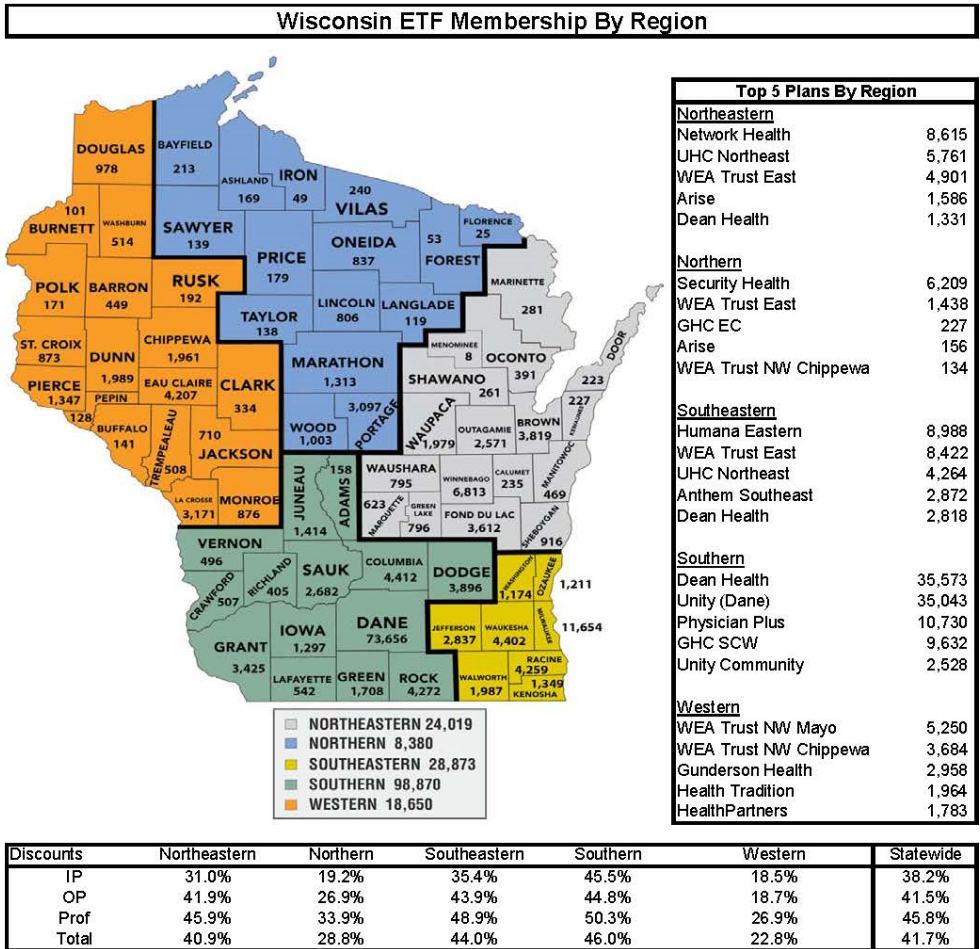 Wisconsin ETF Membership By Region
DOUGLAS
978
BAYFIELD
213
ASHLAND
169
IRON
49
240
VILAS
FLORENCE
25
101
BURNETT
WASHBURN
514
SAWYER
139
PRICE
179
ONEIDA
837
53
FOREST
MARINETTE
281
POLK
171
BARRON
449
RUSK
192
TAYLOR
138
LINCOLN
806
LANGLADE
119
MENOMINEE
8
OCONTO
391
DOOR
223
ST. CROIX
873
DUNN
1,989
CHIPPEWA
1,961
MARATHON
1,313
SHAWANO
261
PIERCE
1,347
PEPIN
128
EAU CLAIRE
4,207
CLARK
334
WOOD
1,003
3,097
PORTAGE
WAUPACA
1,979
OUTAGAMIE
2,571
BROWN
3,819
227
KEWAUNEE
BUFFALO
141
TREMPEALEAU
508
710
JACKSON
WAUSHARA
795
WINNEBAGO
6,813
CALUMET
235
MANITOWOC
469
LA CROSSE
3,171
MONROE
876
JUNEAU
1,414
158
ADAMS
623
MARQUETTE
GREEN
LAKE
796
FOND DU LAC
3,612
SHEBOYGAN
916
VERNON
496
CRAWFORD
507
RICHLAND
405
SAUK
2,682
COLUMBIA
4,412
DODGE
3,896
WASHINGTON
1,174
OZAUKEE
1,211
GRANT
3,425
IOWA
1,297
DANE
73,656
JEFFERSON
2,837
WAUKESHA
4,402
MILWAUKEE
11,654
LAFAYETTE
542
GREEN
1,708
ROCK
4,272
WALWORTH
1,987
RACINE
4,259
1,349
KENOSHA
NORTHEASTERN 24,019
NORTHERN 8,380
SOUTHEASTERN 28,873
SOUTHERN 98,870
WESTERN 18,650
Top 5 Plans By Region
Northeastern
Network Health 8,615
UHC Northeast 5,761
WEA Trust East 4,901
Arise 1,586
Dean Health 1,331
Northern
Security Health 6,209
WEA Trust East 1,438
GHC EC 227
Arise 156
WEA Trust NW Chippewa 134
Southeastern
Humana Eastern 8,988
WEA Trust East 8,422
UHC Northeast 4,264
Anthem Southeast 2,872
Dean Health 2,818
Southern
Dean Health 35,573
Unity (Dane) 35,043
Physician Plus 10,730
GHC SCW 9,632
Unity Community 2,528
Western
WEA Trust NW Mayo 5,250
WEA Trust NW Chippewa 3,684
Gunderson Health 2,958
Health Tradition 1,964
HealthPartners 1,783
Discounts Northeastern Northern Southeastern Southern Western Statewide
IP 31.0% 19.2% 35.4% 45.5% 18.5% 38.2%
OP 41.9% 26.9% 43.9% 44.8% 18.7% 41.5%
Prof 45.9% 33.9% 48.9% 50.3% 26.9% 45.8%
Total 40.9% 28.8% 44.0% 46.0% 22.8% 41.7%